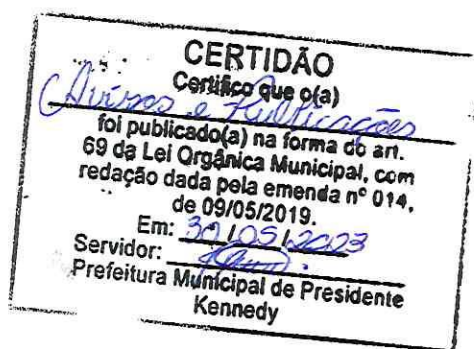 CERTIDÃO
Certifico que o(a)
Avisos e Publicações
foi publicado(a) na forma do art.
69 da Lei Orgânica Municipal, com
redação dada pela emenda nº 014,
de 09/05/2019.
Em: 30/05/2023
Servidor:
Prefeitura Municipal de Presidente
Kennedy